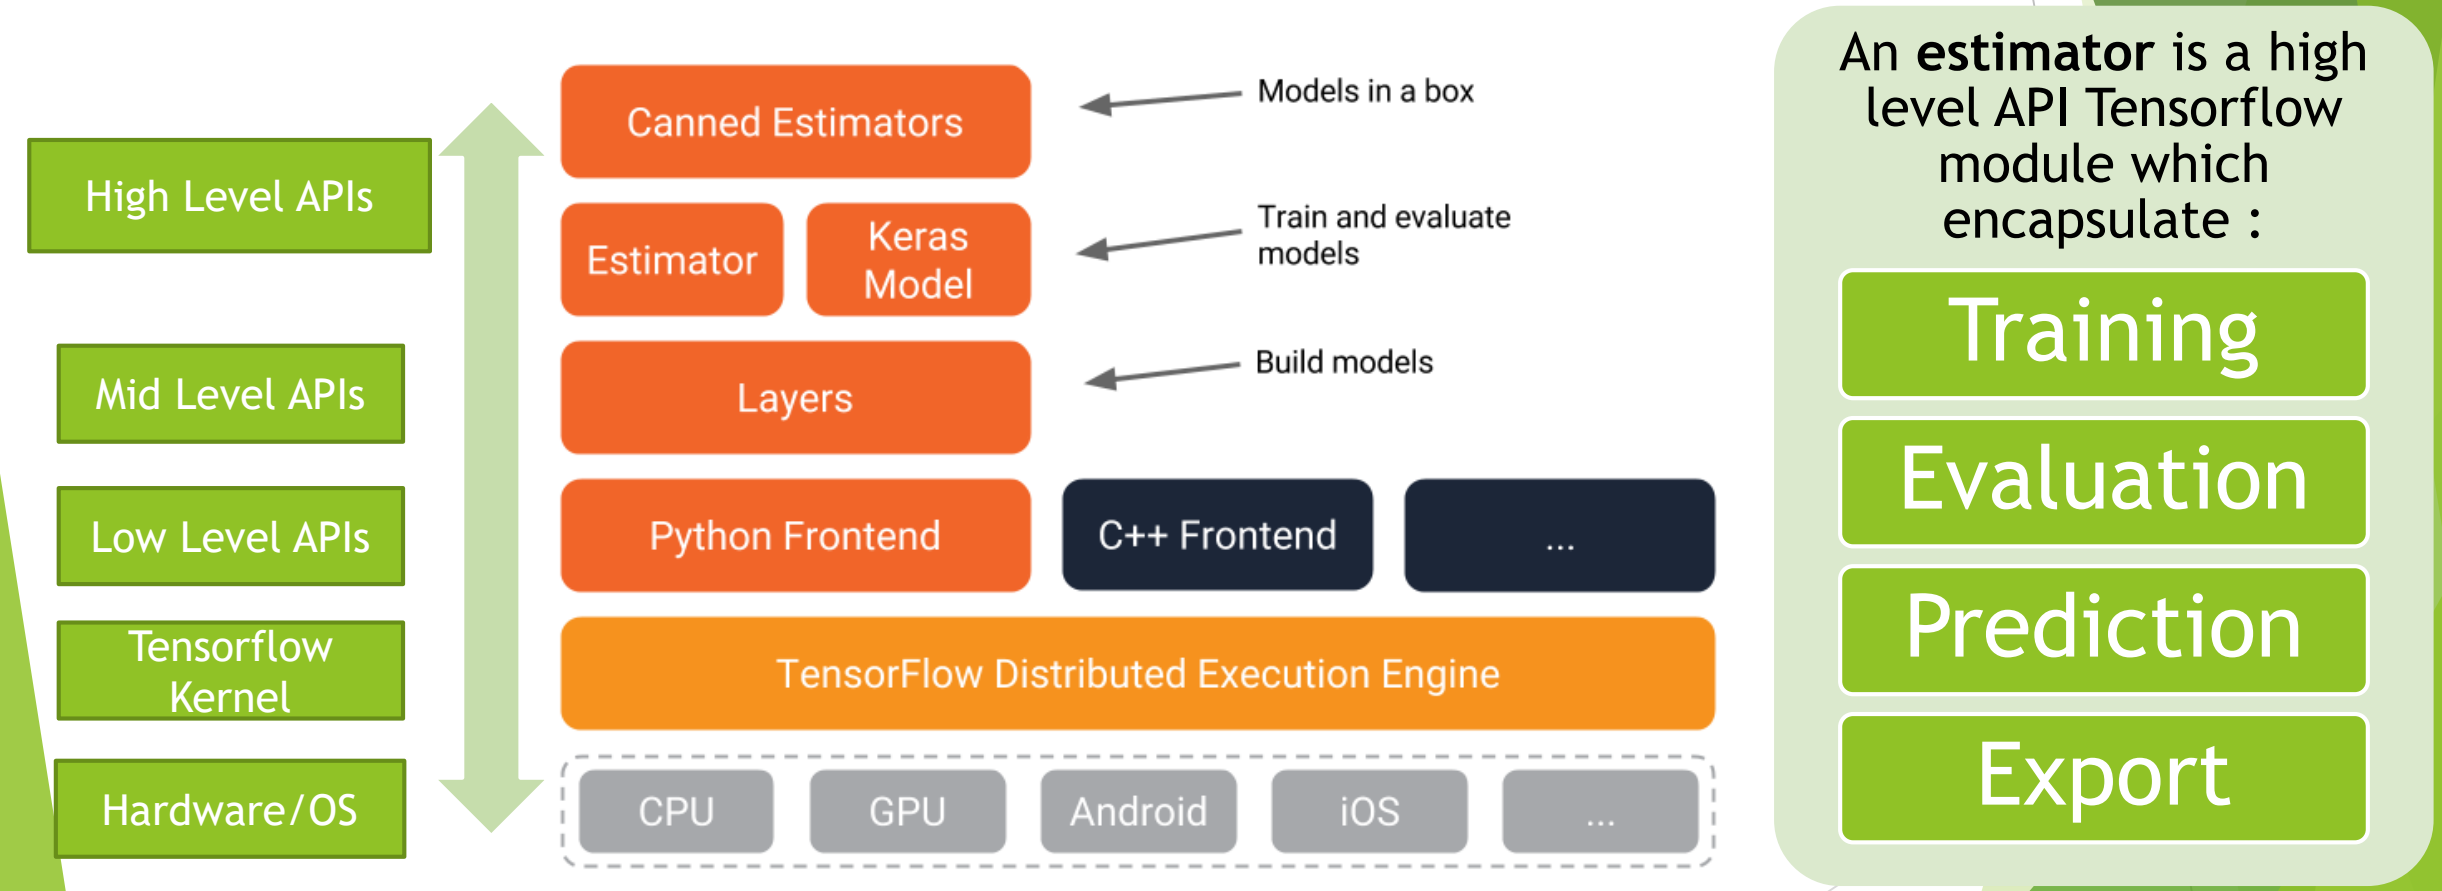 High Level APIs
Mid Level APIs
Low Level APIs
Tensorflow
Kernel
Hardware/OS
Canned Estimators
Models in a box
Estimator
Keras
Model
Train and evaluate
models
Layers
Build models
Python Frontend
C++ Frontend
...
TensorFlow Distributed Execution Engine
CPU
GPU
Android
iOS
...
An estimator is a high
level API Tensorflow
module which
encapsulate :
Training
Evaluation
Prediction
Export